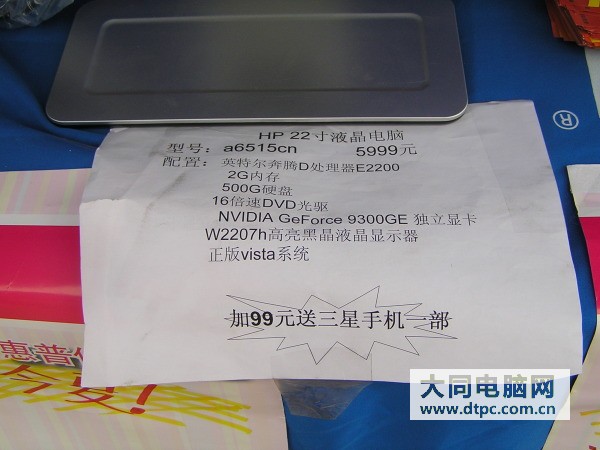 ®
HP 22寸液晶电脑
型号：a6515cn 5999元
配置：英特尔奔腾D处理器E2200
2G内存
500G硬盘
16倍速DVD光驱
NVIDIA GeForce 9300GE 独立显卡
W2207h高亮黑晶液晶显示器
正版vista系统
加99元送三星手机一部
惠普
今夏!
大同电脑网
www.dtpc.com.cn